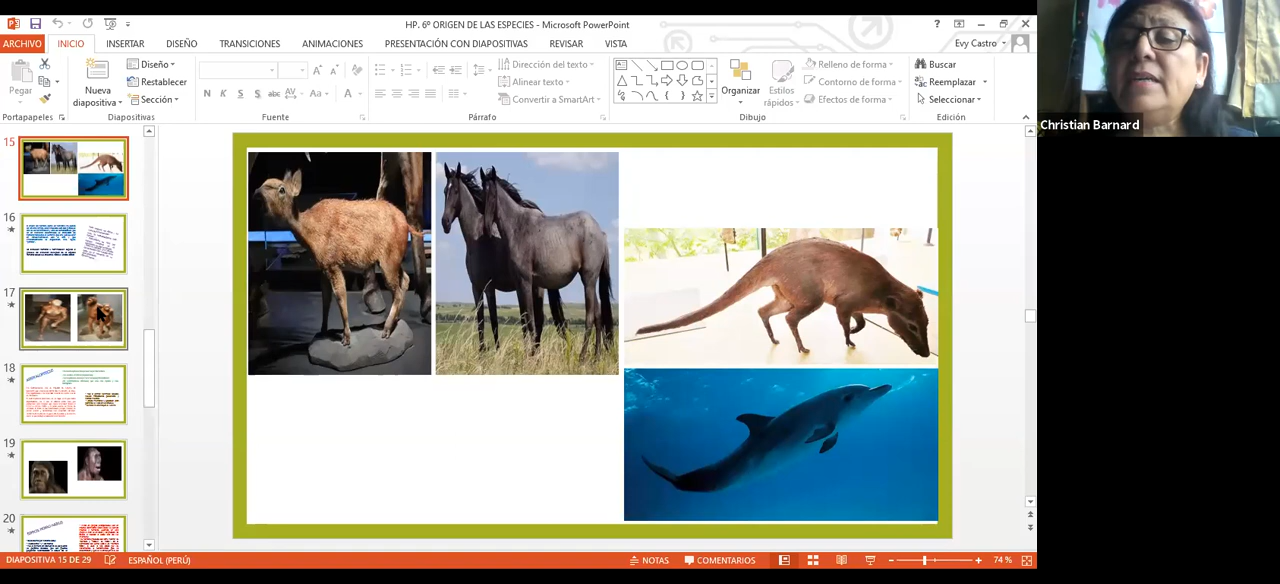 HP. 6º ORIGEN DE LAS ESPECIES - Microsoft PowerPoint
ARCHIVO INICIO INSERTAR DISEÑO TRANSICIONES ANIMACIONES PRESENTACIÓN CON DIAPOSITIVAS REVISAR VISTA
Evy Castro
Pegar
Nueva
diapositiva
Diseño
Restablecer
Sección
N K S S abc AV Aa A
Dirección del texto
Alinear texto
Convertir a SmartArt
Organizar
Estilos
rápidos
Relleno de forma
Contorno de forma
Efectos de forma
Buscar
Reemplazar
Seleccionar
Portapapeles Diapositivas Fuente Párrafo Dibujo Edición
Christian Barnard
15
16
17
18
19
20
DIAPOSITIVA 15 DE 29 ESPAÑOL (PERÚ) NOTAS COMENTARIOS 74 %